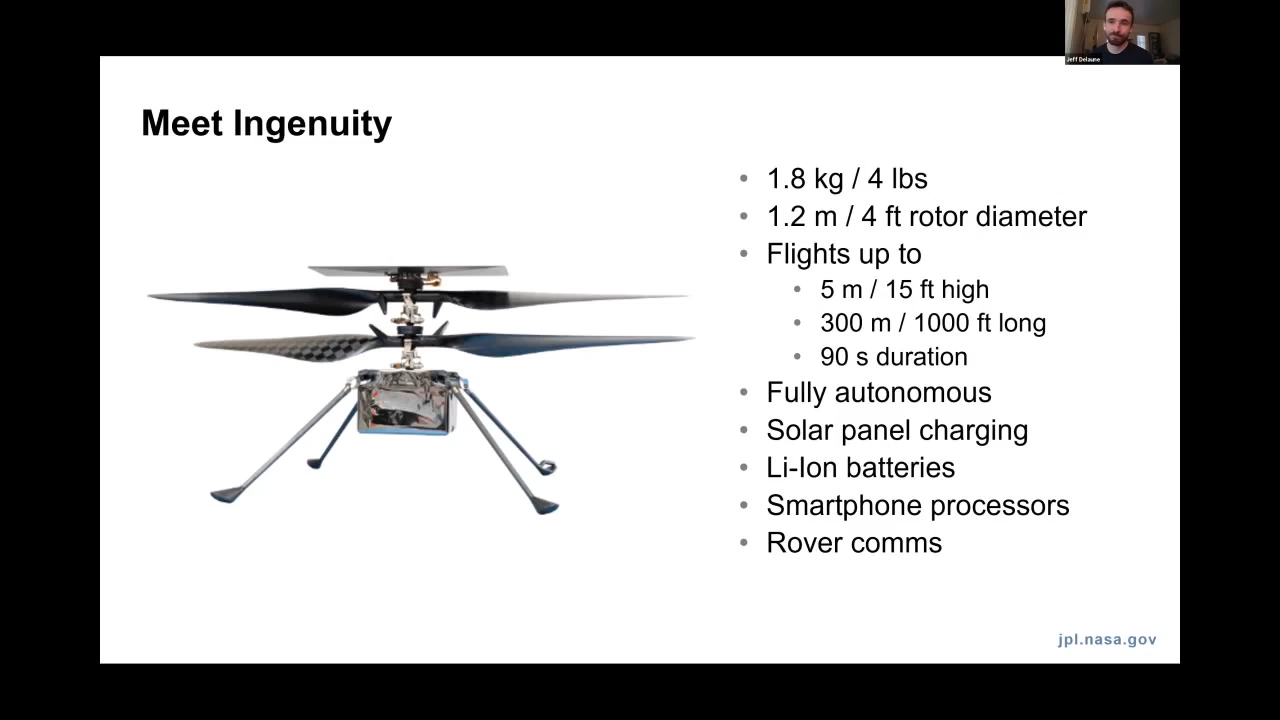 Jeff Delaune
Meet Ingenuity
• 1.8 kg / 4 lbs
• 1.2 m / 4 ft rotor diameter
• Flights up to
• 5 m / 15 ft high
• 300 m / 1000 ft long
• 90 s duration
• Fully autonomous
• Solar panel charging
• Li-Ion batteries
• Smartphone processors
• Rover comms
jpl.nasa.gov